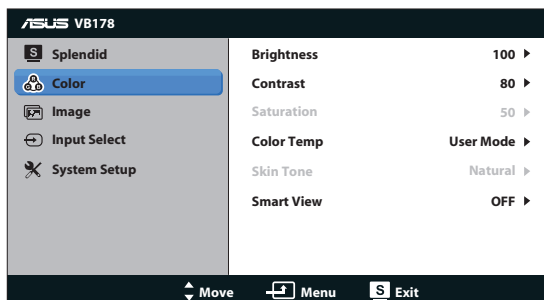 ASUS VB178
S Splendid
Color
Image
Input Select
System Setup
Brightness 100
Contrast 80
Saturation 50
Color Temp User Mode
Skin Tone Natural
Smart View OFF
Move Menu S Exit